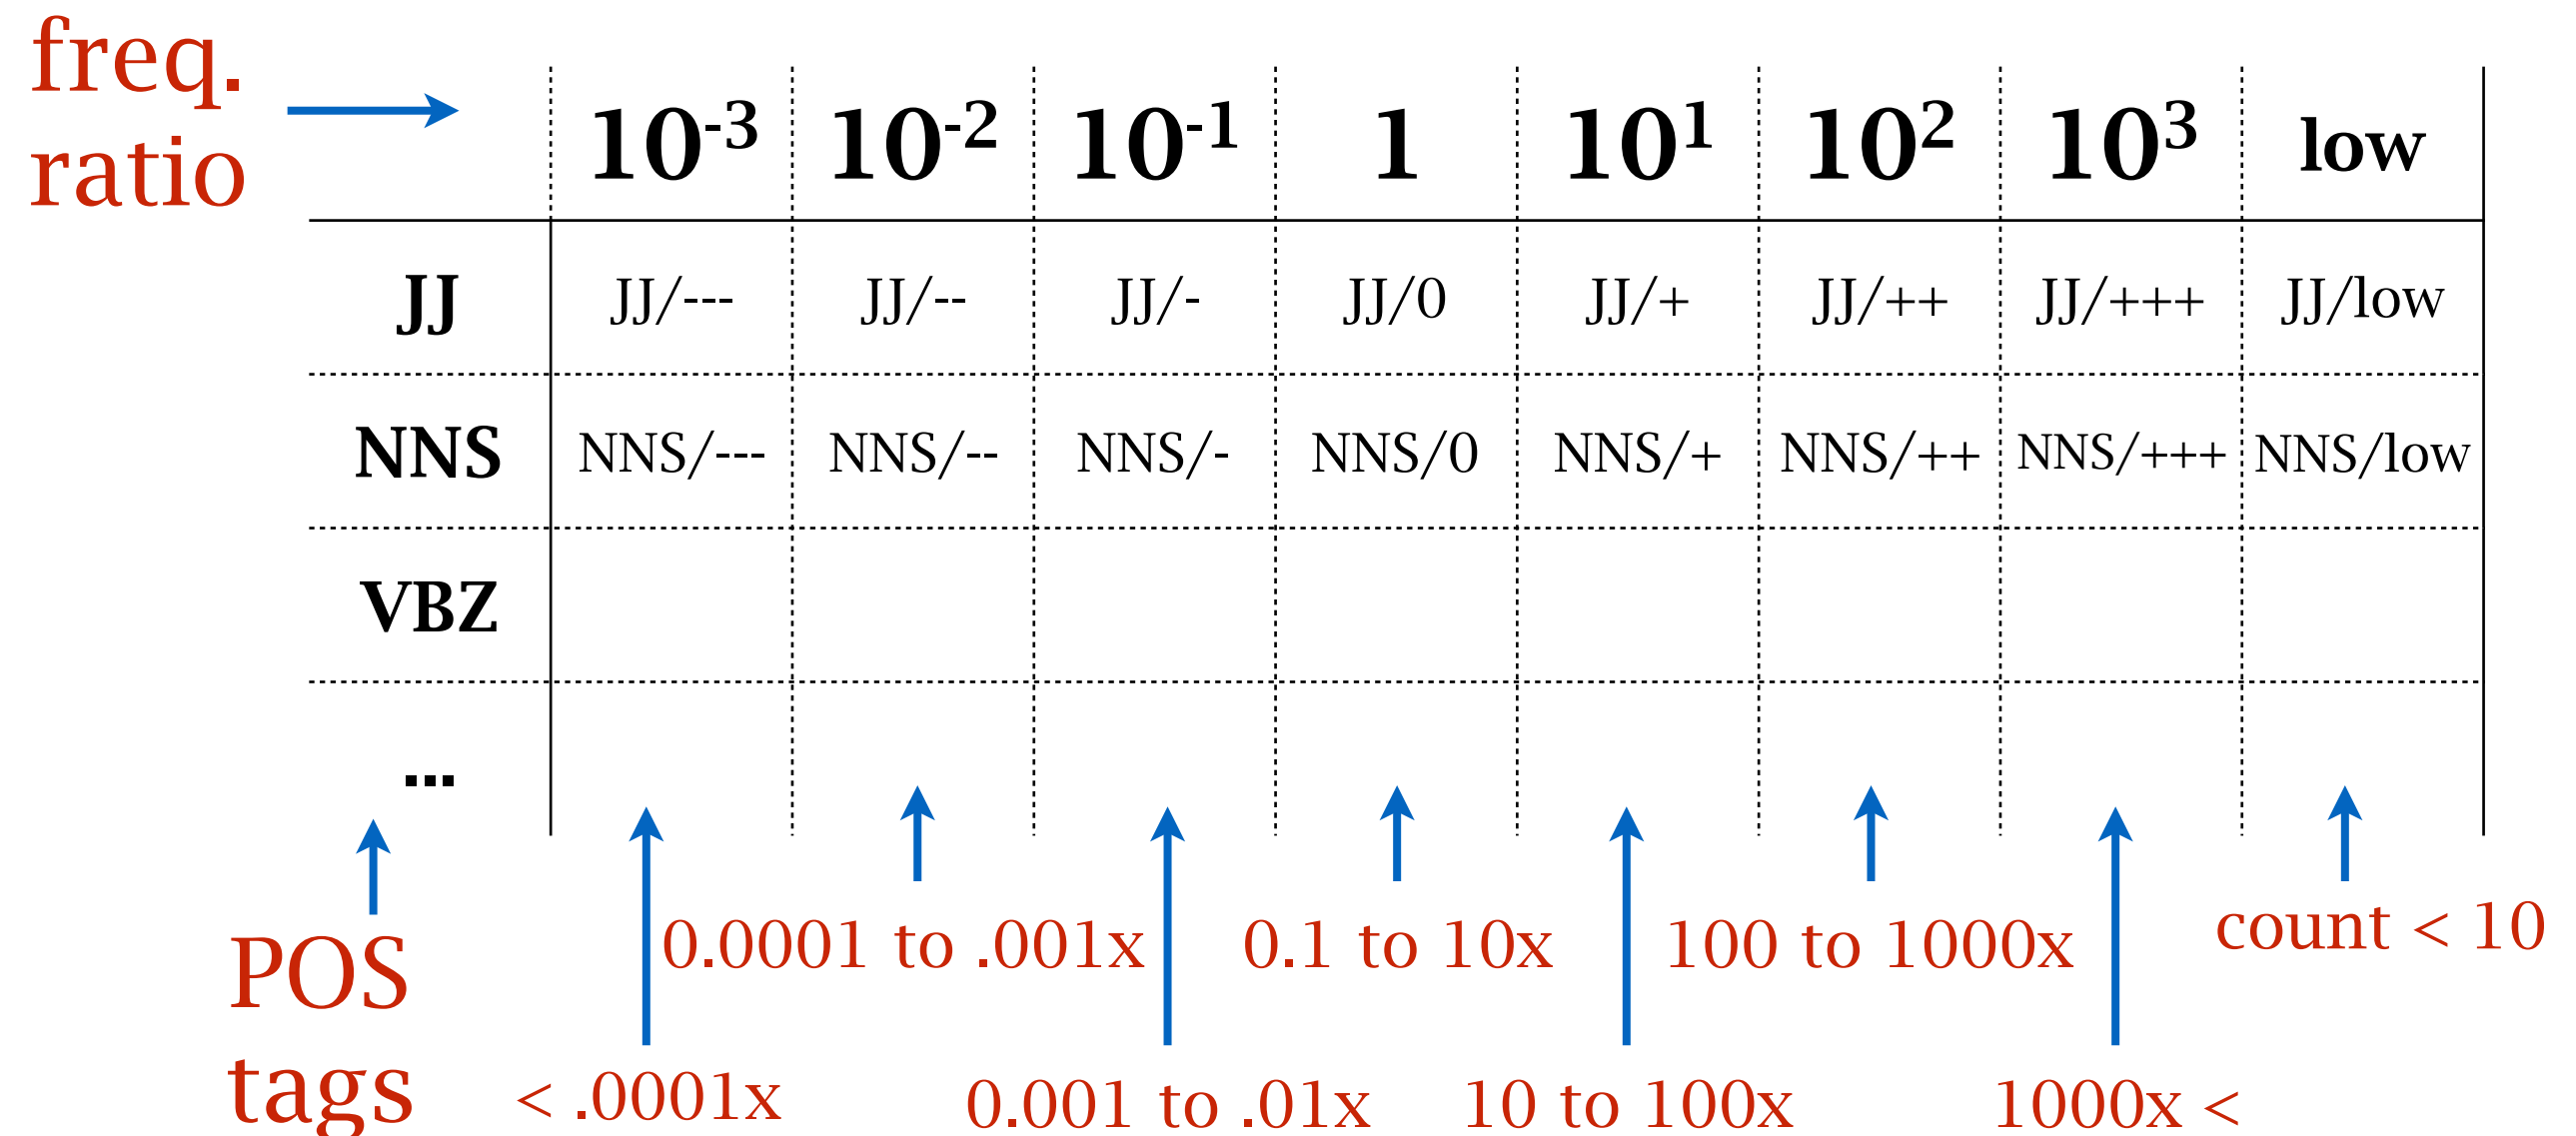 freq.
ratio
10⁻³ 10⁻² 10⁻¹ 1 10¹ 10² 10³ low
JJ JJ/--- JJ/-- JJ/- JJ/0 JJ/+ JJ/++ JJ/+++ JJ/low
NNS NNS/--- NNS/-- NNS/- NNS/0 NNS/+ NNS/++ NNS/+++ NNS/low
VBZ
...
POS
tags
0.0001 to .001x 0.1 to 10x 100 to 1000x count < 10
< .0001x 0.001 to .01x 10 to 100x 1000x <